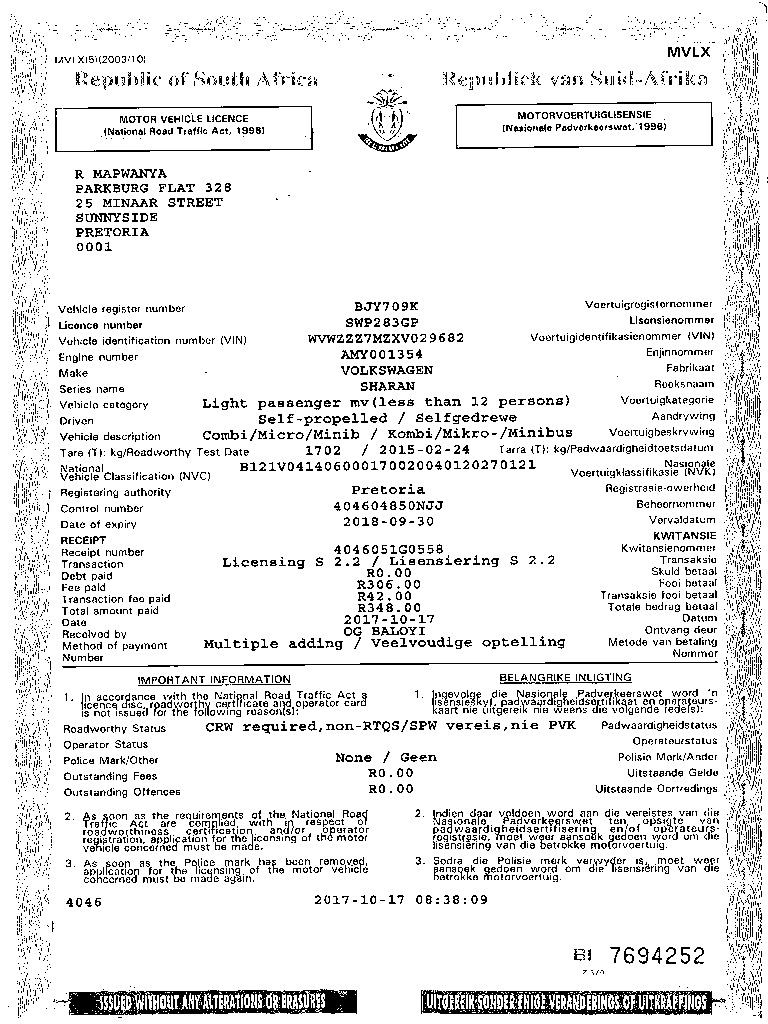 MVLX
MVLXI5/(2003/10)
Republic of South Africa
Republiek van Suid-Afrika
MOTOR VEHICLE LICENCE
(National Road Traffic Act, 1996)
MOTORVOERTUIGLISENSIE
(Nasionale Padverkeerswet, 1996)
R MAPWANYA
PARKBURG FLAT 328
25 MINAAR STREET
SUNNYSIDE
PRETORIA
0001
Vehicle register number BJY709K Voertuigregisternommer
Licence number SWP283GP Lisensienommer
Vehicle identification number (VIN) WVWZZZ7MZXV029682 Voertuigidentifikasienommer (VIN)
Engine number AMY001354 Enjinnommer
Make VOLKSWAGEN Fabrikaat
Series name SHARAN Reeksnaam
Vehicle category Light passenger mv(less than 12 persons) Voertuigkategorie
Driven Self-propelled / Selfgedrewe Aandrywing
Vehicle description Combi/Micro/Minib / Kombi/Mikro-/Minibus Voertuigbeskrywing
Tare (T): kg/Roadworthy Test Date 1702 / 2015-02-24 Tarra (T): kg/Padwaardigheidtoetsdatum
National Vehicle Classification (NVC) B121V04140600017002004012027​0121 Nasionale Voertuigklassifikasie (NVK)
Registering authority Pretoria Registrasie-owerheid
Control number 404604850NJJ Beheernommer
Date of expiry 2018-09-30 Vervaldatum
RECEIPT KWITANSIE
Receipt number 4046051G0558 Kwitansienommer
Transaction Licensing S 2.2 / Lisensiering S 2.2 Transaksie
Debt paid R0.00 Skuld betaal
Fee paid R306.00 Fooi betaal
Transaction fee paid R42.00 Transaksie fooi betaal
Total amount paid R348.00 Totale bedrag betaal
Date 2017-10-17 Datum
Received by OG BALOYI Ontvang deur
Method of payment Multiple adding / Veelvoudige optelling Metode van betaling
Number Nommer
IMPORTANT INFORMATION
BELANGRIKE INLIGTING
1. In accordance with the National Road Traffic Act a
licence disc, roadworthy certificate and operator card
is not issued for the following reason(s):
1. Ingevolge die Nasionale Padverkeerswet word 'n
lisensieskyf, padwaardigheidsertifikaat en operateurs-
kaart nie uitgereik nie weens die volgende rede(s):
Roadworthy Status CRW required,non-RTQS/SPW vereis,nie PVK Padwaardigheidstatus
Operator Status Operateurstatus
Police Mark/Other None / Geen Polisie Merk/Ander
Outstanding Fees R0.00 Uitstaande Gelde
Outstanding Offences R0.00 Uitstaande Oortredings
2. As soon as the requirements of the National Road
Traffic Act are complied with in respect of
roadworthiness certification and/or operator
registration, application for the licensing of the motor
vehicle concerned must be made.
2. Indien daar voldoen word aan die vereistes van die
Nasionale Padverkeerswet ten opsigte van
padwaardigheidsertifisering en/of operateurs-
registrasie, moet weer aansoek gedoen word om die
lisensiëring van die betrokke motorvoertuig.
3. As soon as the Police mark has been removed,
application for the licensing of the motor vehicle
concerned must be made again.
3. Sodra die Polisie merk verwyder is, moet weer
aansoek gedoen word om die lisensiëring van die
betrokke motorvoertuig.
4046 2017-10-17 08:38:09
BI 7694252
ISSUED WITHOUT ANY ALTERATIONS OR ERASURES
UITGEREIK SONDER ENIGE VERANDERINGS OF UITKRAPPINGS